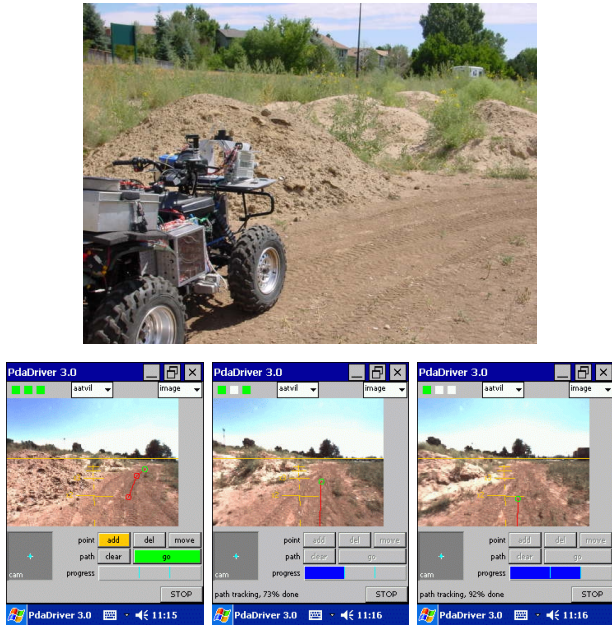 PdaDriver 3.0
aatvil image
point add del move
path clear go
cam progress
STOP
PdaDriver 3.0 11:15
PdaDriver 3.0
aatvil image
point add del move
path clear go
cam progress
path tracking, 73% done STOP
PdaDriver 3.0 11:16
PdaDriver 3.0
aatvil image
point add del move
path clear go
cam progress
path tracking, 92% done STOP
PdaDriver 3.0 11:16